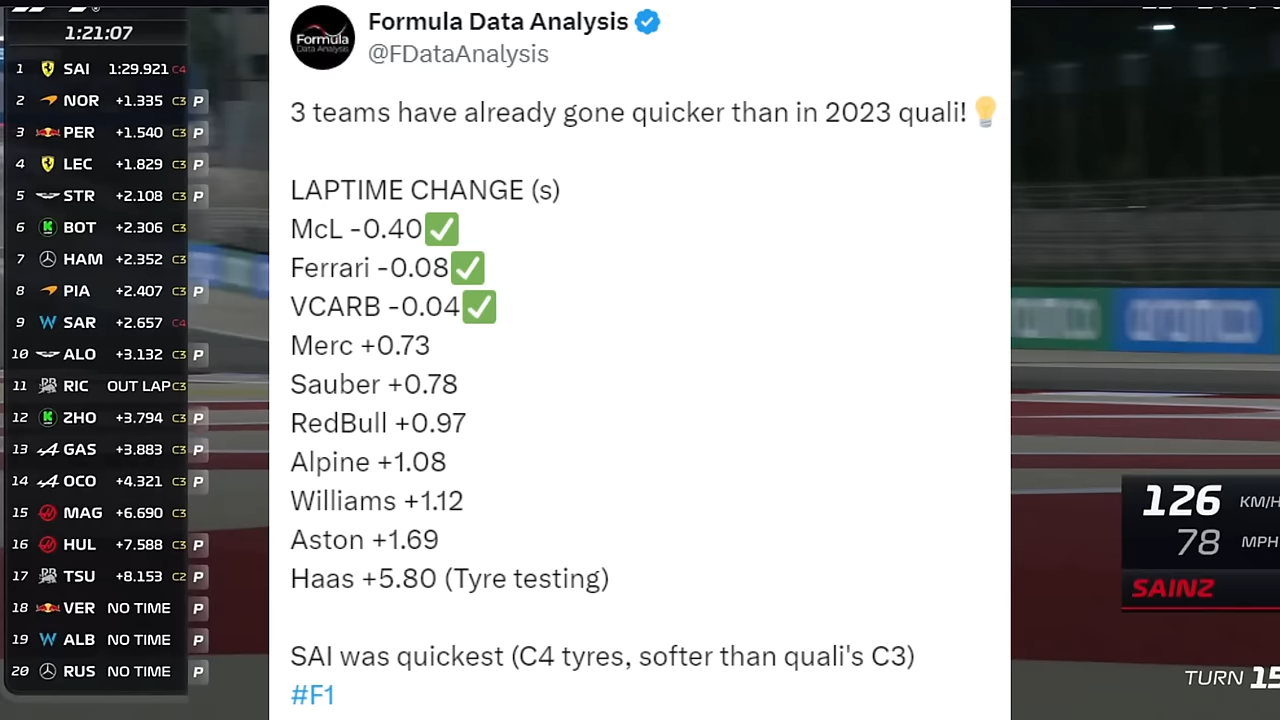 1:21:07
1 SAI 1:29.921 C4
2 NOR +1.335 C3 P
3 PER +1.540 C3 P
4 LEC +1.829 C3 P
5 STR +2.108 C3 P
6 BOT +2.306 C3
7 HAM +2.352 C3
8 PIA +2.407 C3 P
9 SAR +2.657 C4
10 ALO +3.132 C3 P
11 RIC OUT LAP C3
12 ZHO +3.794 C3 P
13 GAS +3.883 C3 P
14 OCO +4.321 C3 P
15 MAG +6.690 C3
16 HUL +7.588 C3 P
17 TSU +8.153 C2 P
18 VER NO TIME P
19 ALB NO TIME P
20 RUS NO TIME P
Formula
Data Analysis
Formula Data Analysis
@FDataAnalysis
3 teams have already gone quicker than in 2023 quali!💡
LAPTIME CHANGE (s)
McL -0.40✅
Ferrari -0.08✅
VCARB -0.04✅
Merc +0.73
Sauber +0.78
RedBull +0.97
Alpine +1.08
Williams +1.12
Aston +1.69
Haas +5.80 (Tyre testing)
SAI was quickest (C4 tyres, softer than quali's C3)
#F1
126 KM/H
78 MPH
SAINZ
TURN 15